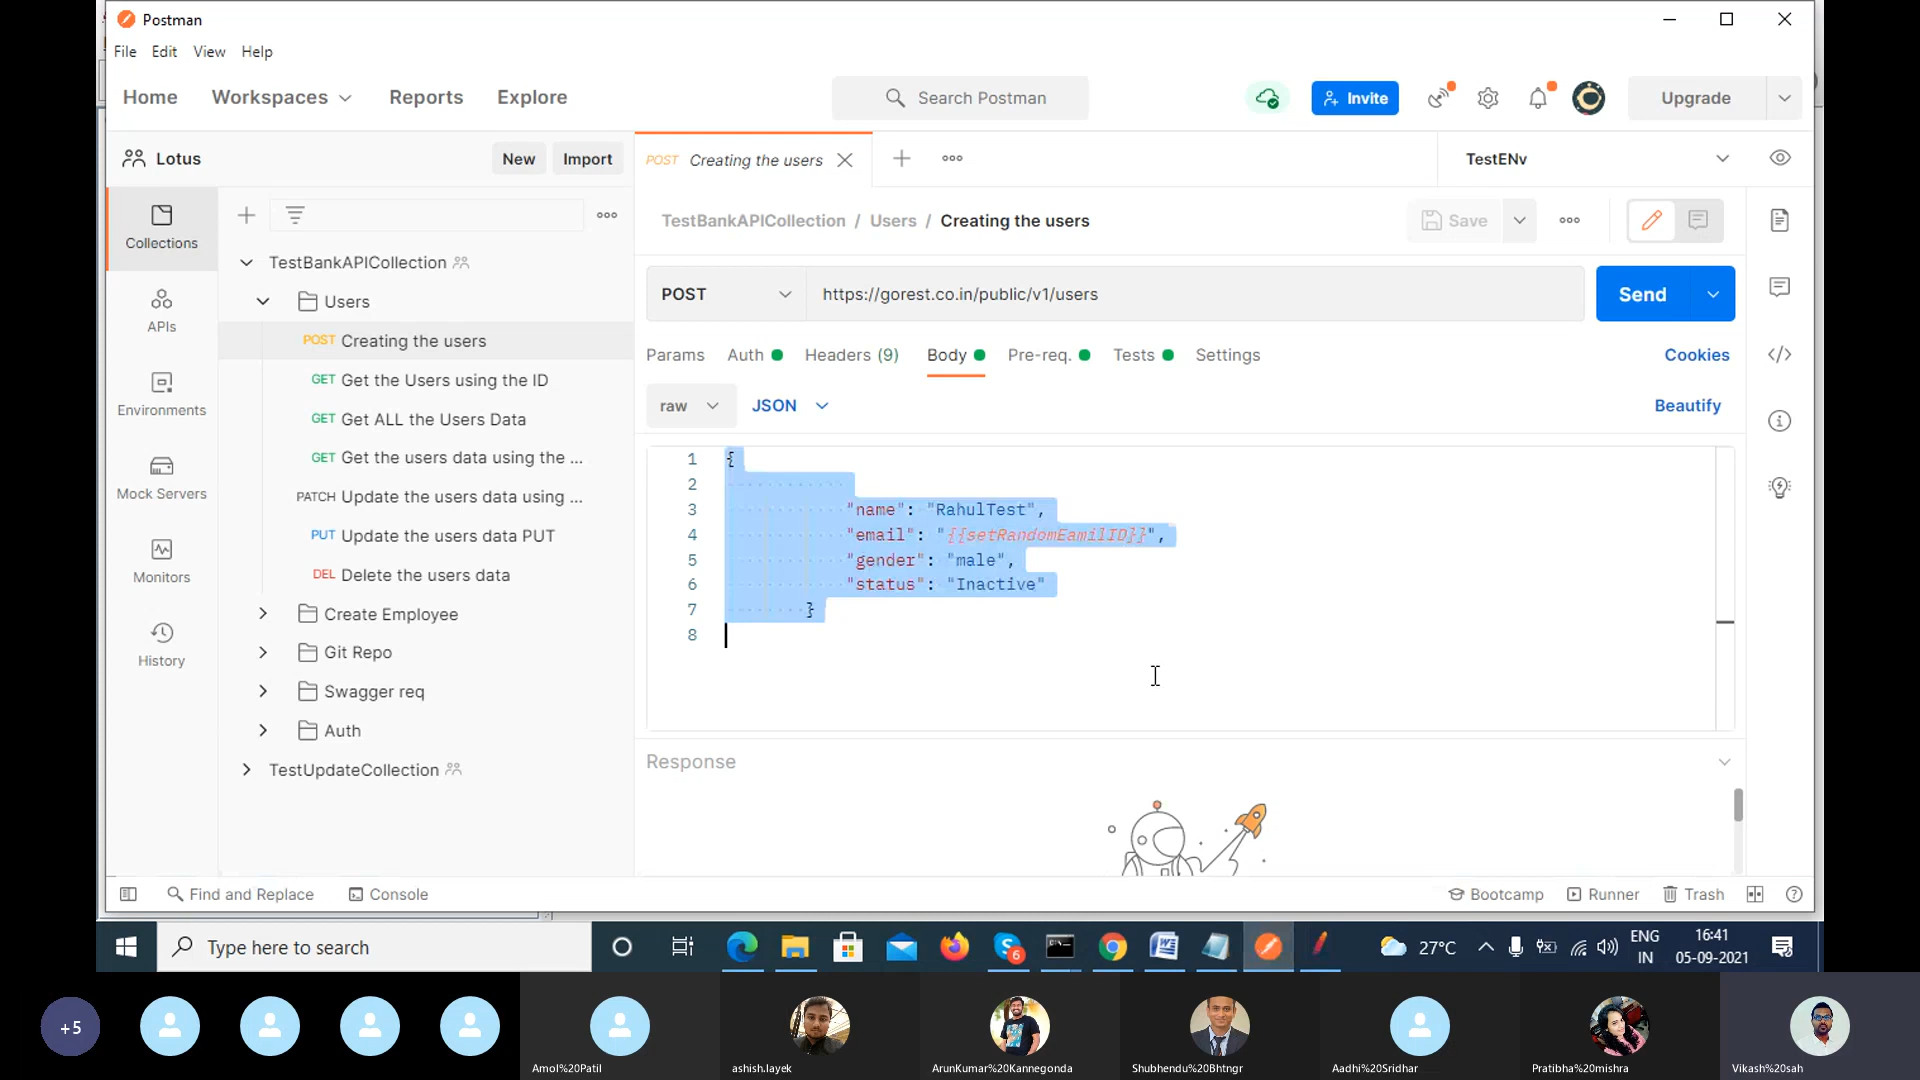 Postman
File Edit View Help
Home Workspaces Reports Explore Search Postman Invite Upgrade
Lotus New Import POST Creating the users TestENv
Collections
TestBankAPICollection / Users / Creating the users Save
TestBankAPICollection
Users
POST https://gorest.co.in/public/v1/users Send
POST Creating the users
APIs
Params Auth Headers (9) Body Pre-req. Tests Settings Cookies
GET Get the Users using the ID
Environments
raw JSON Beautify
GET Get ALL the Users Data
GET Get the users data using the ...
Mock Servers
PATCH Update the users data using ...
PUT Update the users data PUT
Monitors
DEL Delete the users data
Create Employee
History
Git Repo
Swagger req
Auth
TestUpdateCollection
1 {
2
3 "name": "RahulTest",
4 "email": "{{setRandomEamilID}}",
5 "gender": "male",
6 "status": "Inactive"
7 }
8
Response
Find and Replace Console Bootcamp Runner Trash
Type here to search 6 27°C ENG IN 16:41 05-09-2021
+5
Amol%20Patil ashish.layek ArunKumar%20Kannegonda Shubhendu%20Bhtngr Aadhi%20Sridhar Pratibha%20mishra Vikash%20sah